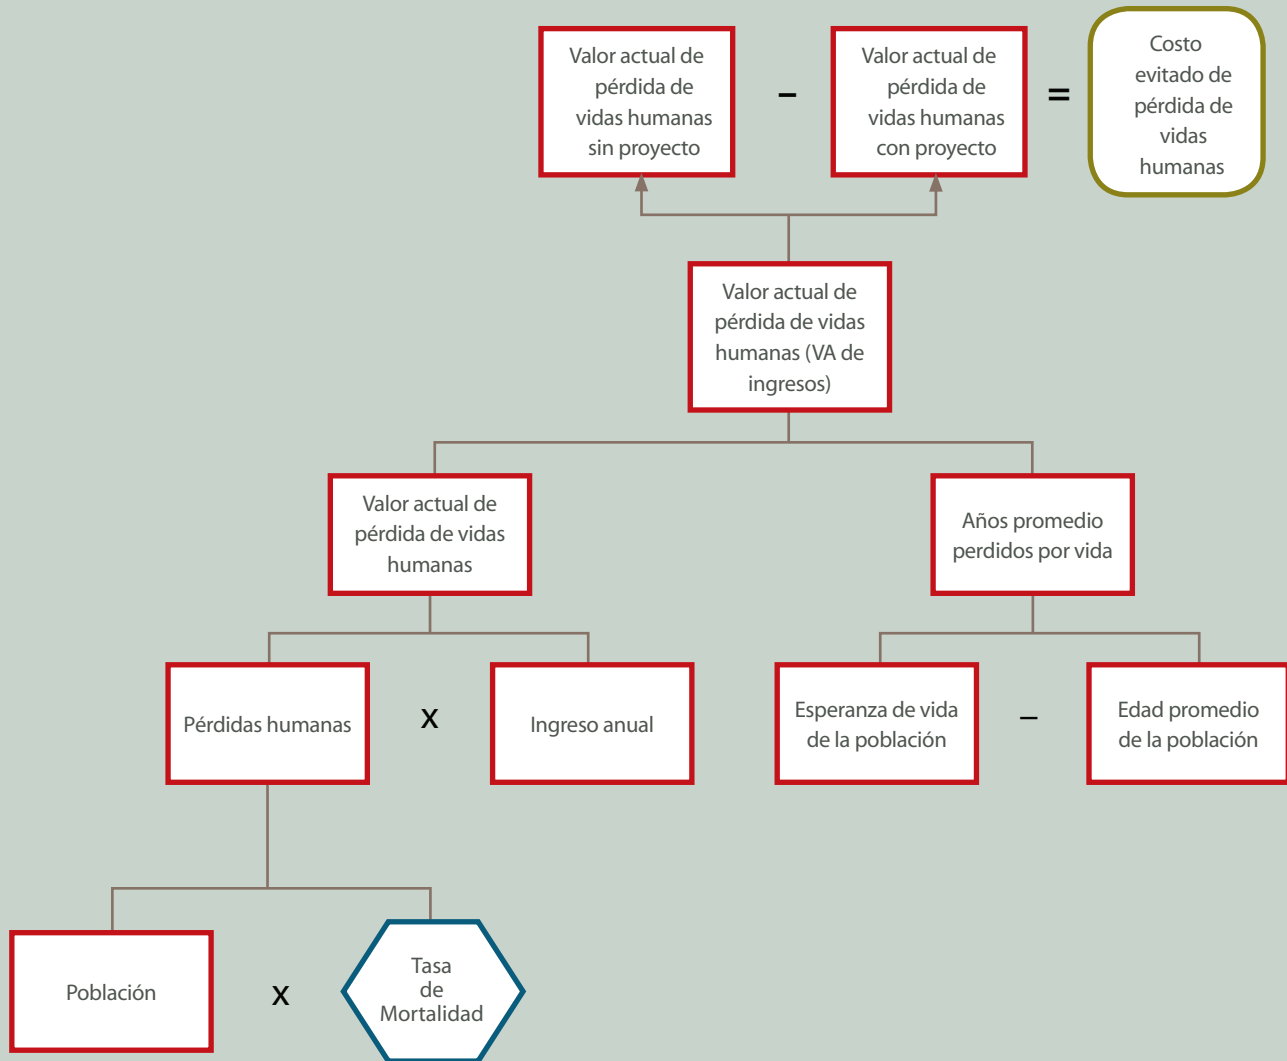 Valor actual de
pérdida de
vidas humanas
sin proyecto
–
Valor actual de
pérdida de
vidas humanas
con proyecto
=
Costo
evitado de
pérdida de
vidas
humanas
Valor actual de
pérdida de vidas
humanas (VA de
ingresos)
Valor actual de
pérdida de vidas
humanas
Años promedio
perdidos por vida
Pérdidas humanas
x
Ingreso anual
Esperanza de vida
de la población
–
Edad promedio
de la población
Población
x
Tasa
de
Mortalidad